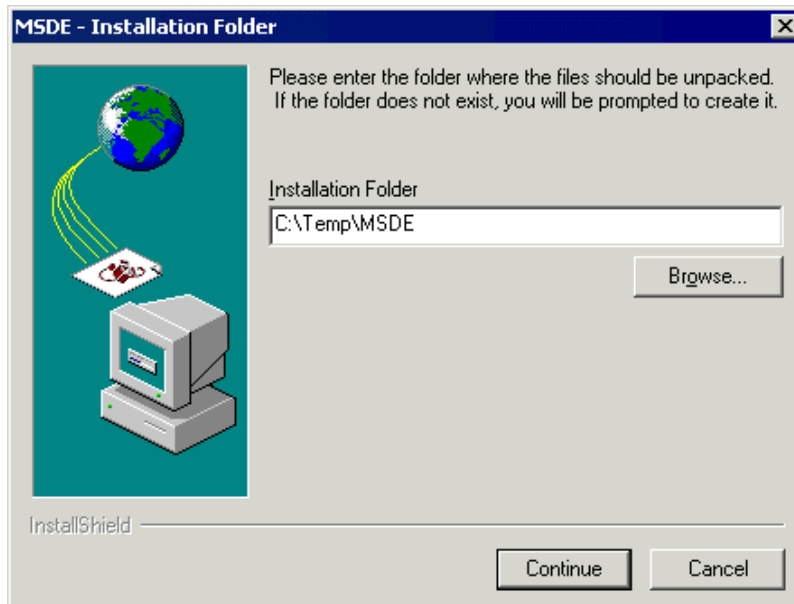 MSDE - Installation Folder
Please enter the folder where the files should be unpacked.
If the folder does not exist, you will be prompted to create it.
Installation Folder
C:\Temp\MSDE
Browse...
InstallShield
Continue
Cancel